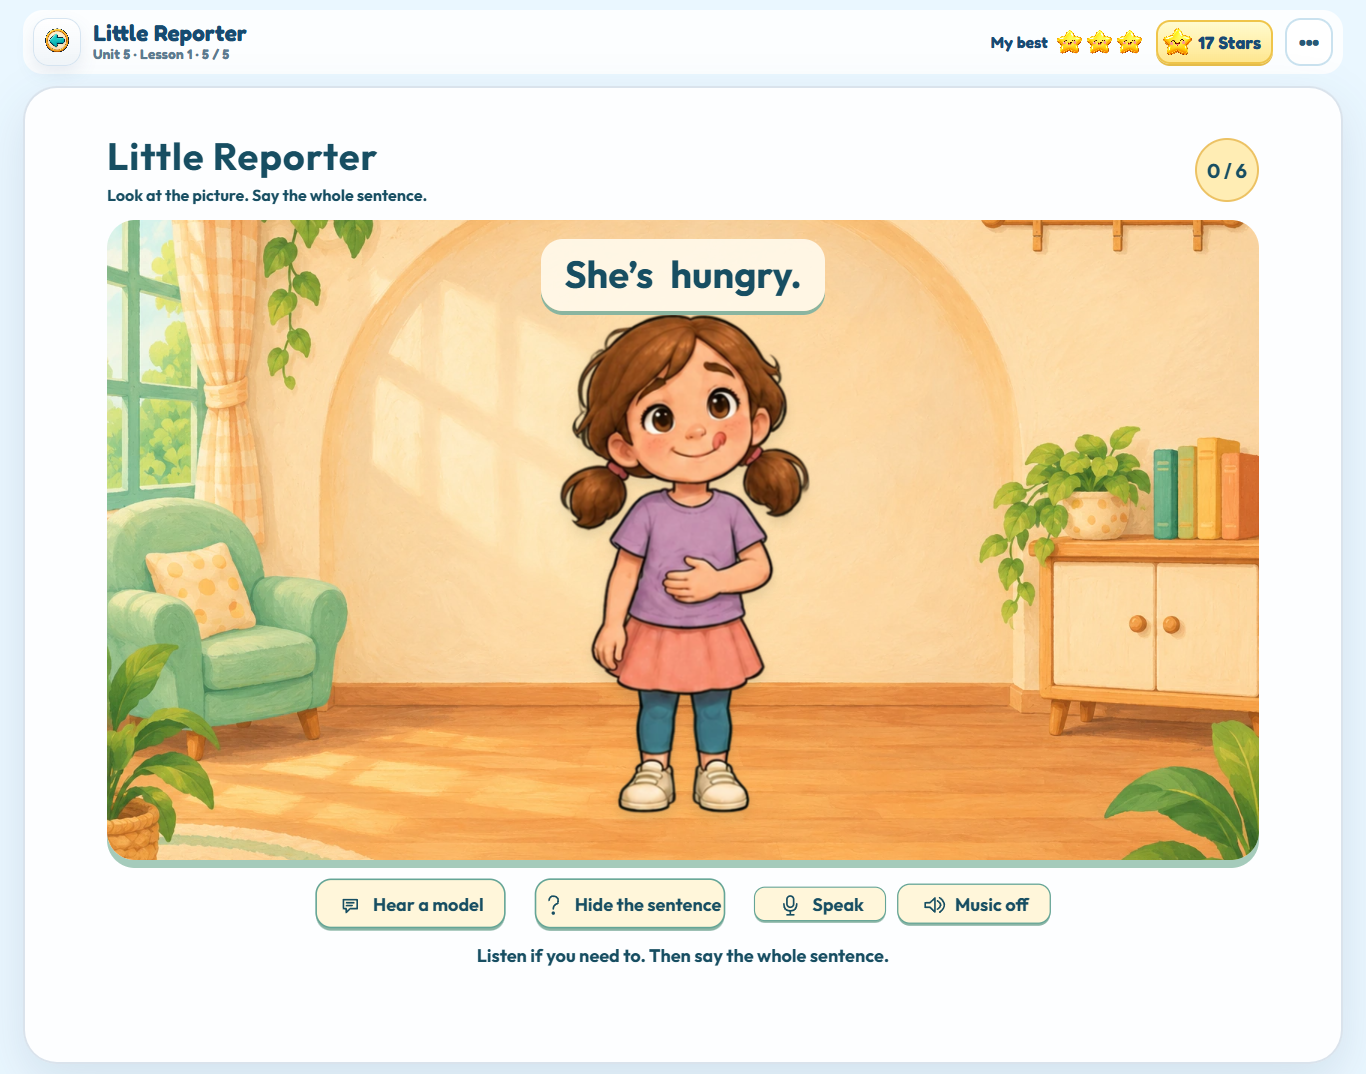 Little Reporter
Unit 5 · Lesson 1 · 5 / 5
My best
17 Stars
Little Reporter
Look at the picture. Say the whole sentence.
0 / 6
She’s hungry.
Hear a model
? Hide the sentence
Speak
Music off
Listen if you need to. Then say the whole sentence.